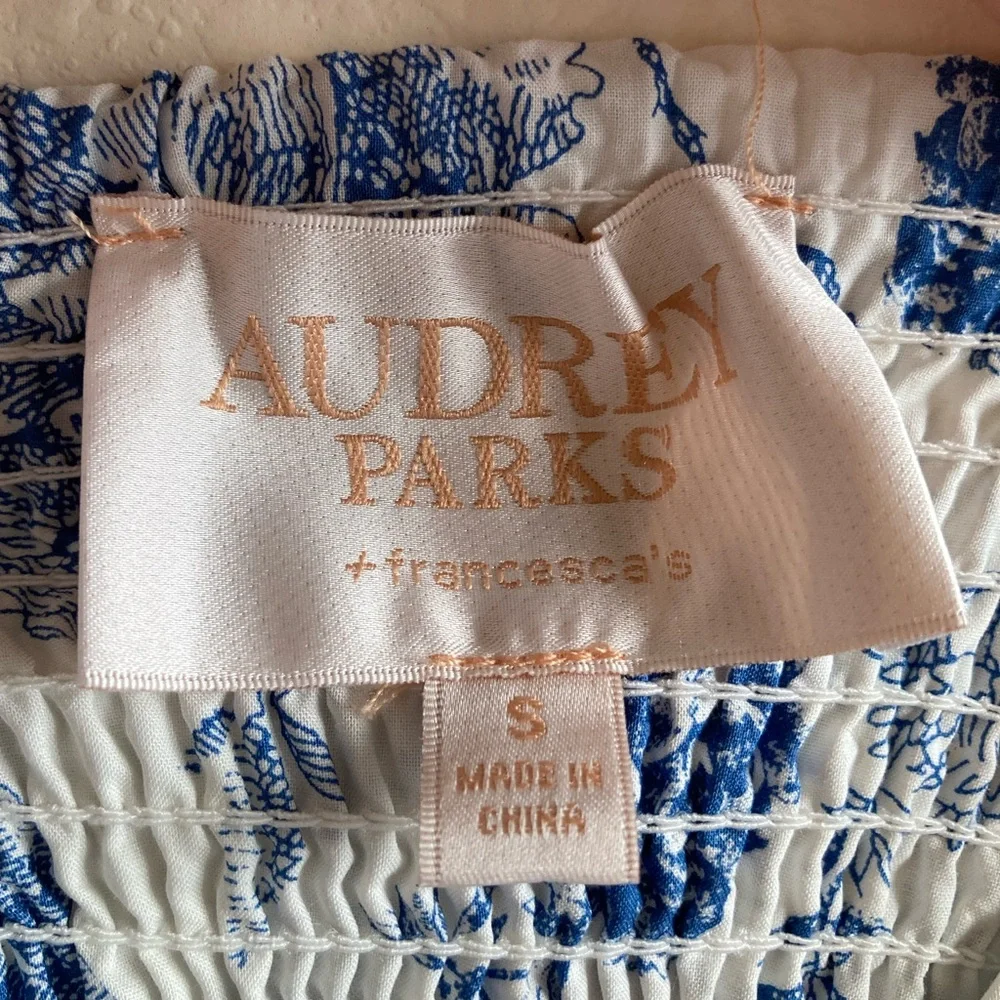 AUDREY
PARKS
+francesca's
S
MADE IN
CHINA